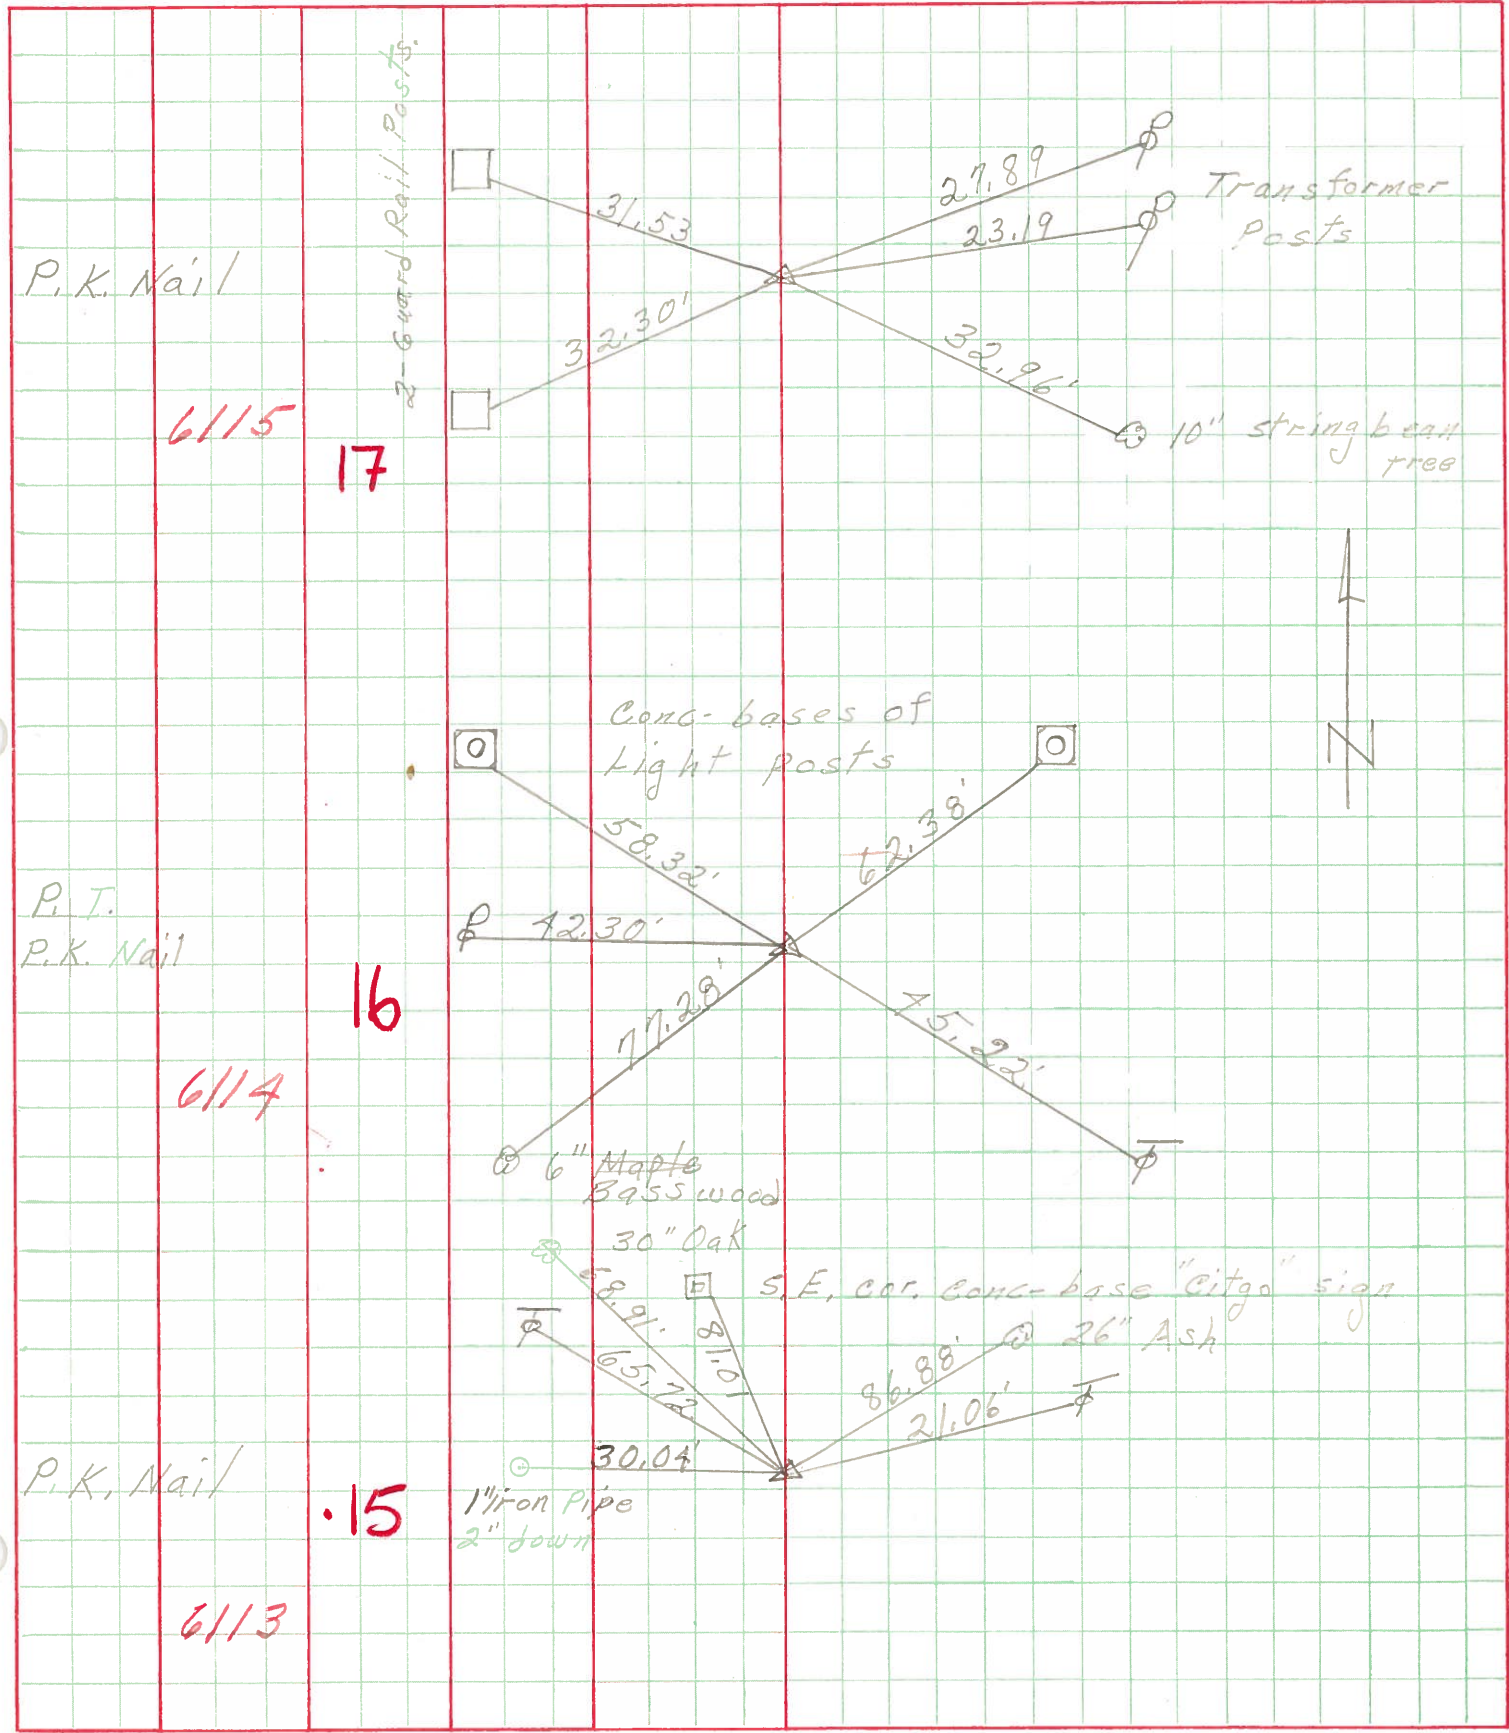 2-Guard Rail Posts.
31.53
27.89
23.19
Transformer
Posts
P.K. Nail
32.30'
32.96'
6115
17
10" string bean
tree
Conc-bases of
Light posts
N
58.32'
62.38'
P.T.
P.K. Nail
42.30'
16
77.28'
75.22'
6114
6" Maple
Basswood
30" Oak
58.91'
S.E. cor. conc-base "Citgo" sign
26" Ash
65.72
81.01
86.88'
21.06'
P.K. Nail
30.04'
15
1" iron Pipe
2" down
6113